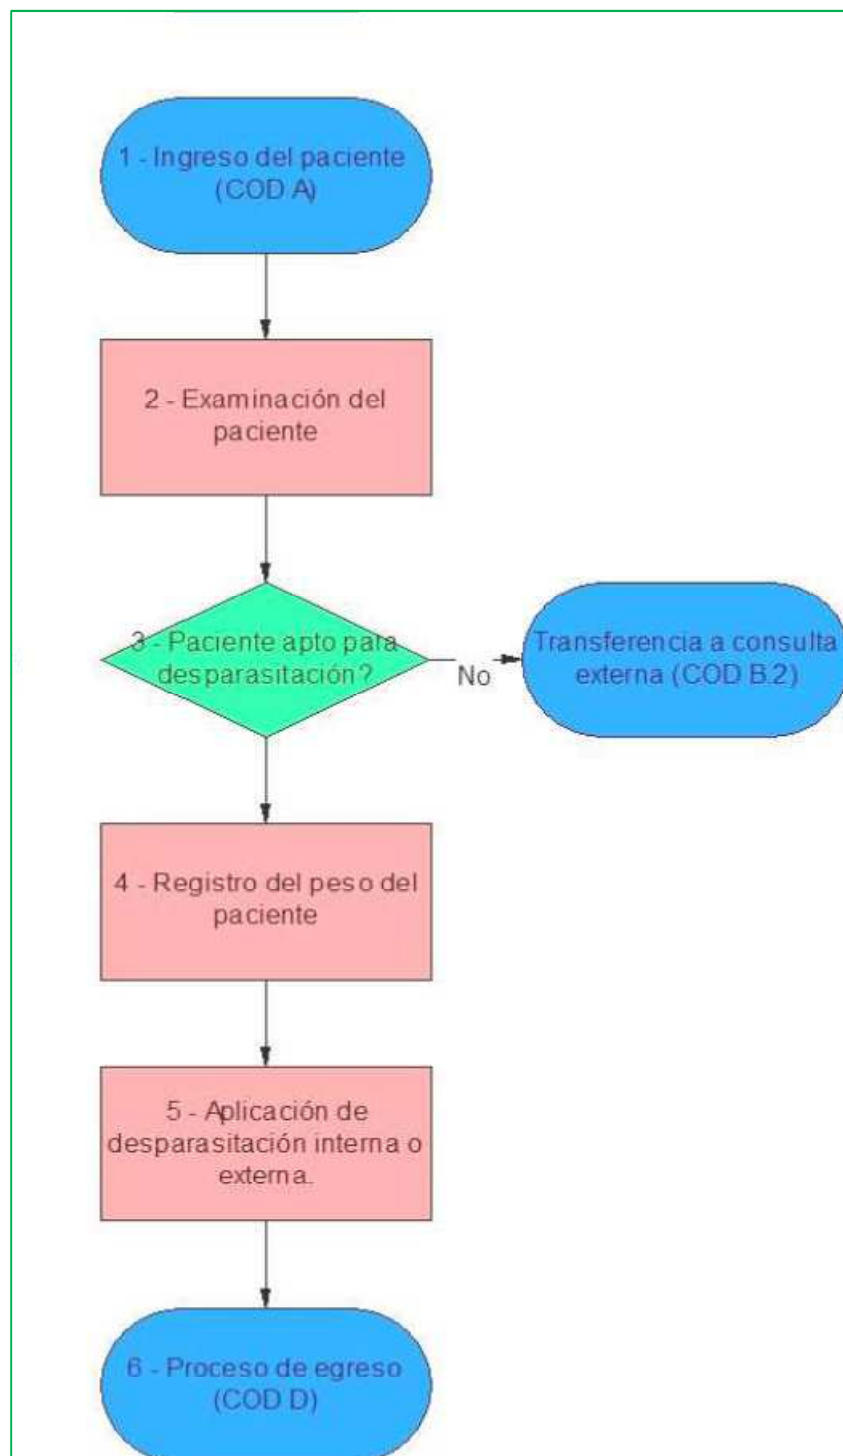 1 - Ingreso del paciente
(COD A)
2 - Examinación del
paciente
3 - Paciente apto para
desparasitación?
No
Transferencia a consulta
externa (COD B.2)
4 - Registro del peso del
paciente
5 - Aplicación de
desparasitación interna o
externa.
6 - Proceso de egreso
(COD D)